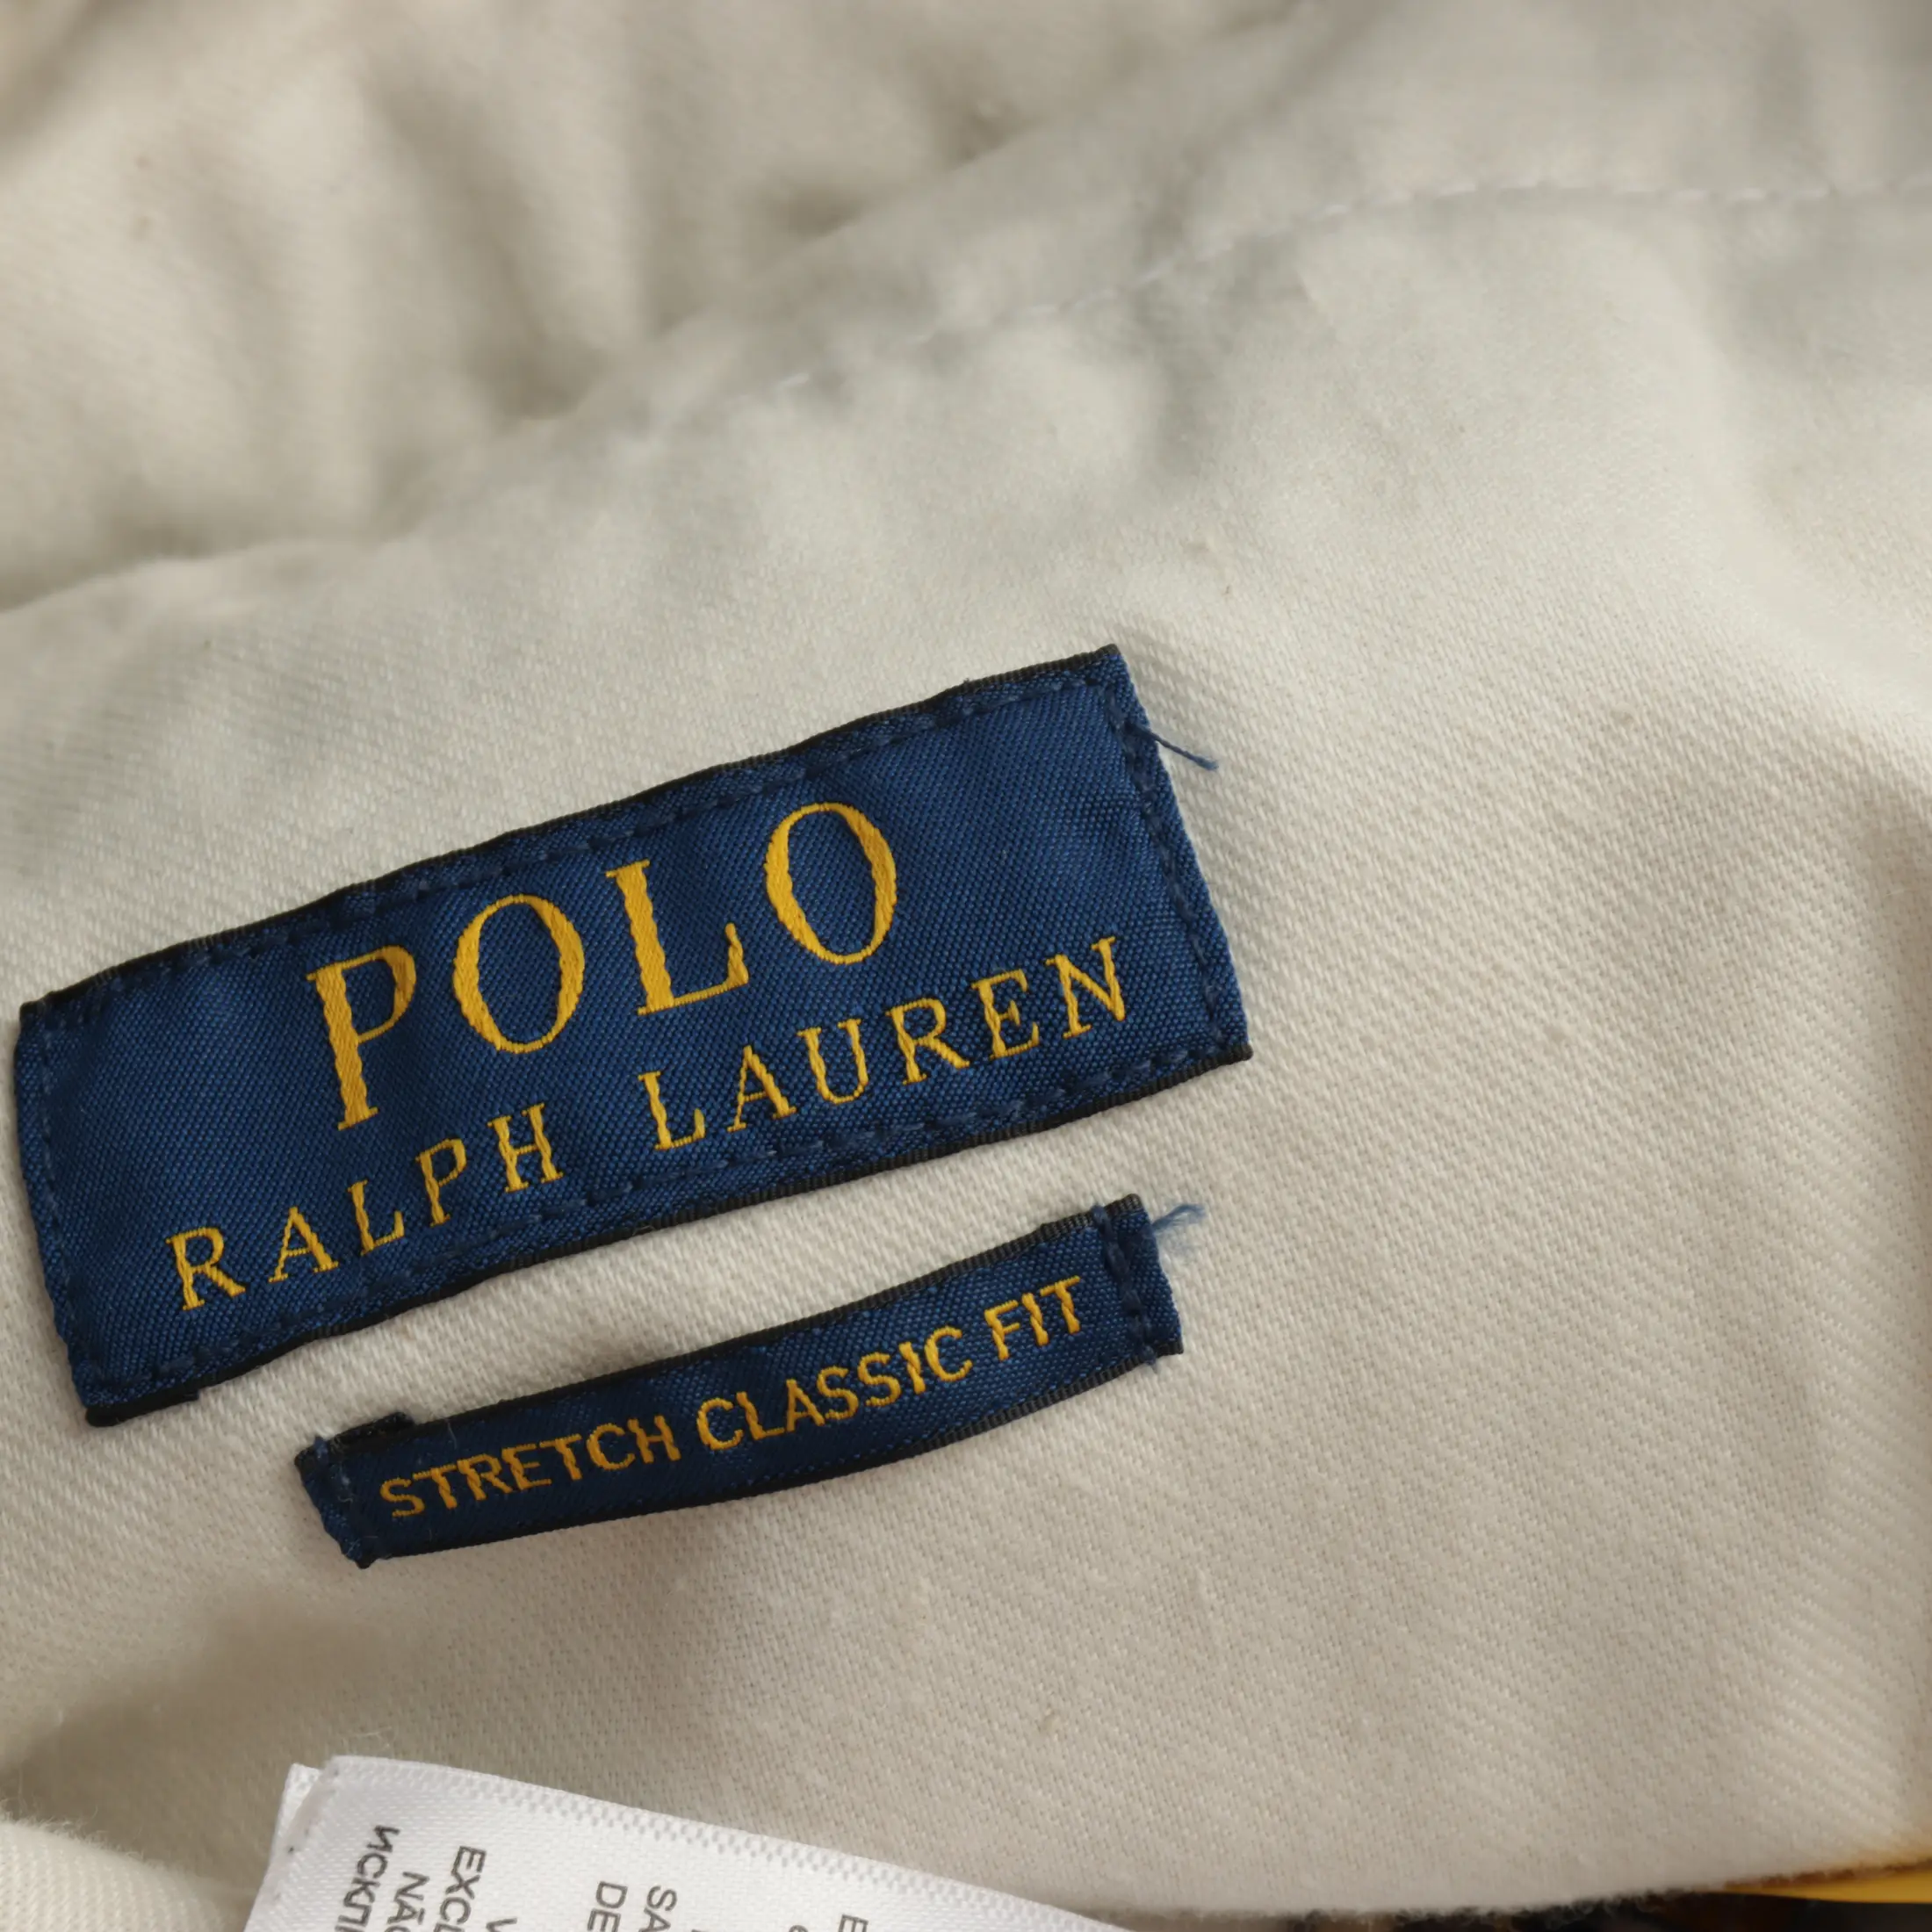 POLO
RALPH LAUREN
STRETCH CLASSIC FIT